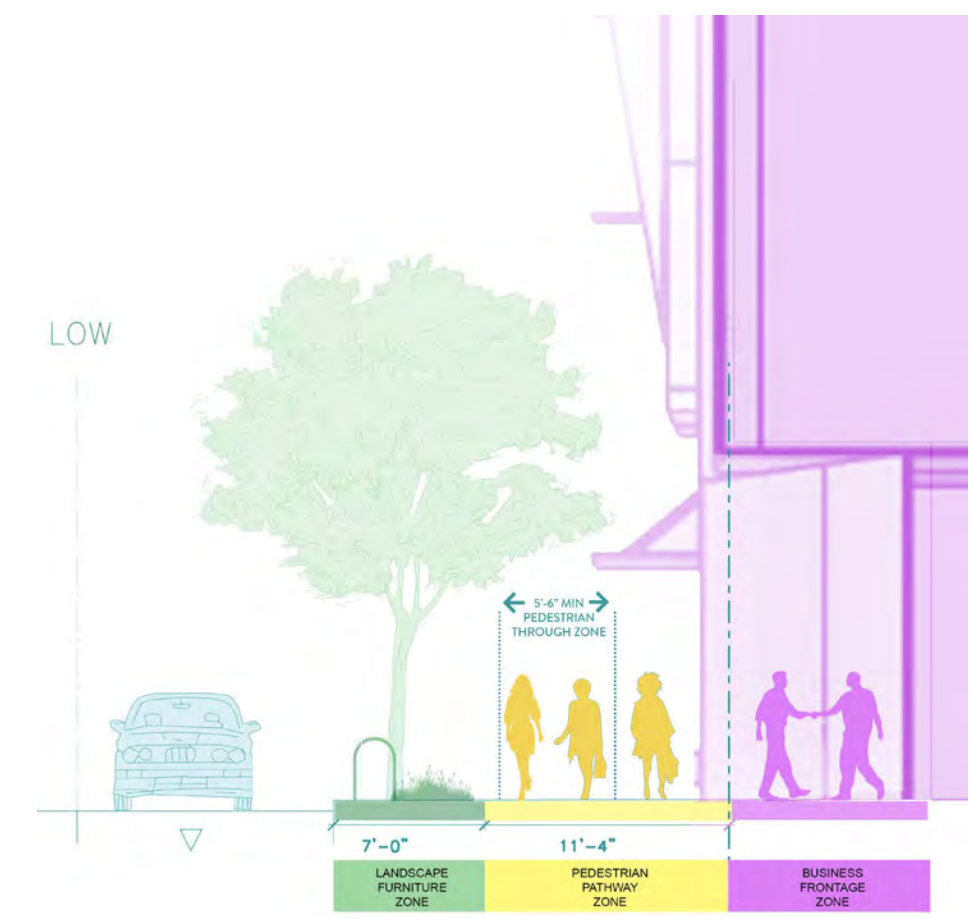 LOW
5'-6" MIN
PEDESTRIAN
THROUGH ZONE
7'-0"
11'-4"
LANDSCAPE
FURNITURE
ZONE
PEDESTRIAN
PATHWAY
ZONE
BUSINESS
FRONTAGE
ZONE